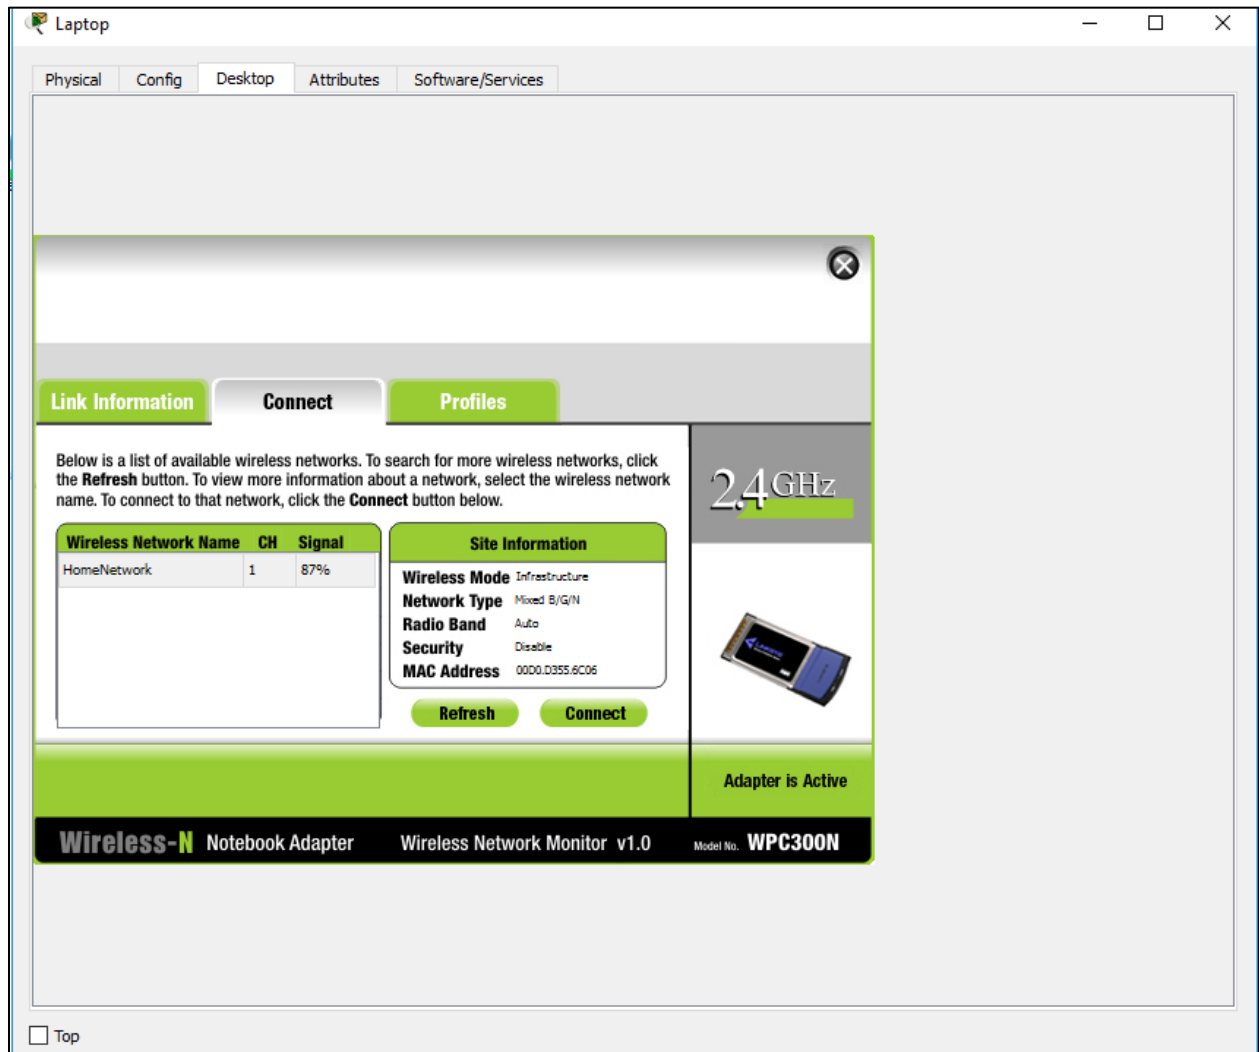 Laptop
Physical Config Desktop Attributes Software/Services
Link Information Connect Profiles
Below is a list of available wireless networks. To search for more wireless networks, click
the Refresh button. To view more information about a network, select the wireless network
name. To connect to that network, click the Connect button below.
2.4GHz
Wireless Network Name CH Signal
HomeNetwork 1 87%
Site Information
Wireless Mode Infrastructure
Network Type Mixed B/G/N
Radio Band Auto
Security Disable
MAC Address 00D0.D355.6C06
Refresh Connect
Adapter is Active
Wireless-N Notebook Adapter Wireless Network Monitor v1.0 Model No. WPC300N
Top